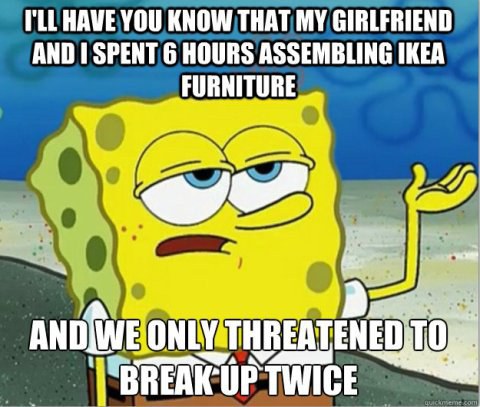 I'LL HAVE YOU KNOW THAT MY GIRLFRIEND
AND I SPENT 6 HOURS ASSEMBLING IKEA
FURNITURE
AND WE ONLY THREATENED TO
BREAK UP TWICE
quickmeme.com